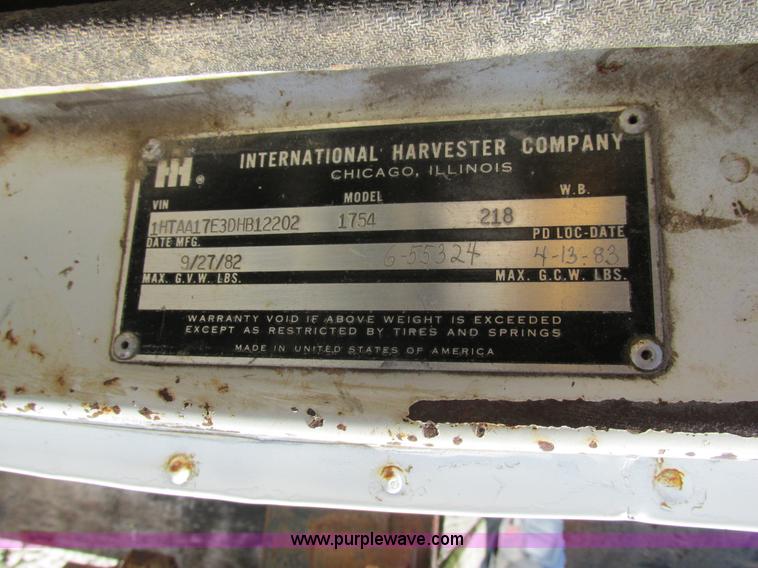 IH® INTERNATIONAL HARVESTER COMPANY
CHICAGO, ILLINOIS
VIN MODEL W.B.
1HTAA17E3DHB12202 1754 218
DATE MFG. PD LOC-DATE
9/27/82 6-55324 4-13-83
MAX. G.V.W. LBS. MAX. G.C.W. LBS.
WARRANTY VOID IF ABOVE WEIGHT IS EXCEEDED
EXCEPT AS RESTRICTED BY TIRES AND SPRINGS
MADE IN UNITED STATES OF AMERICA
www.purplewave.com